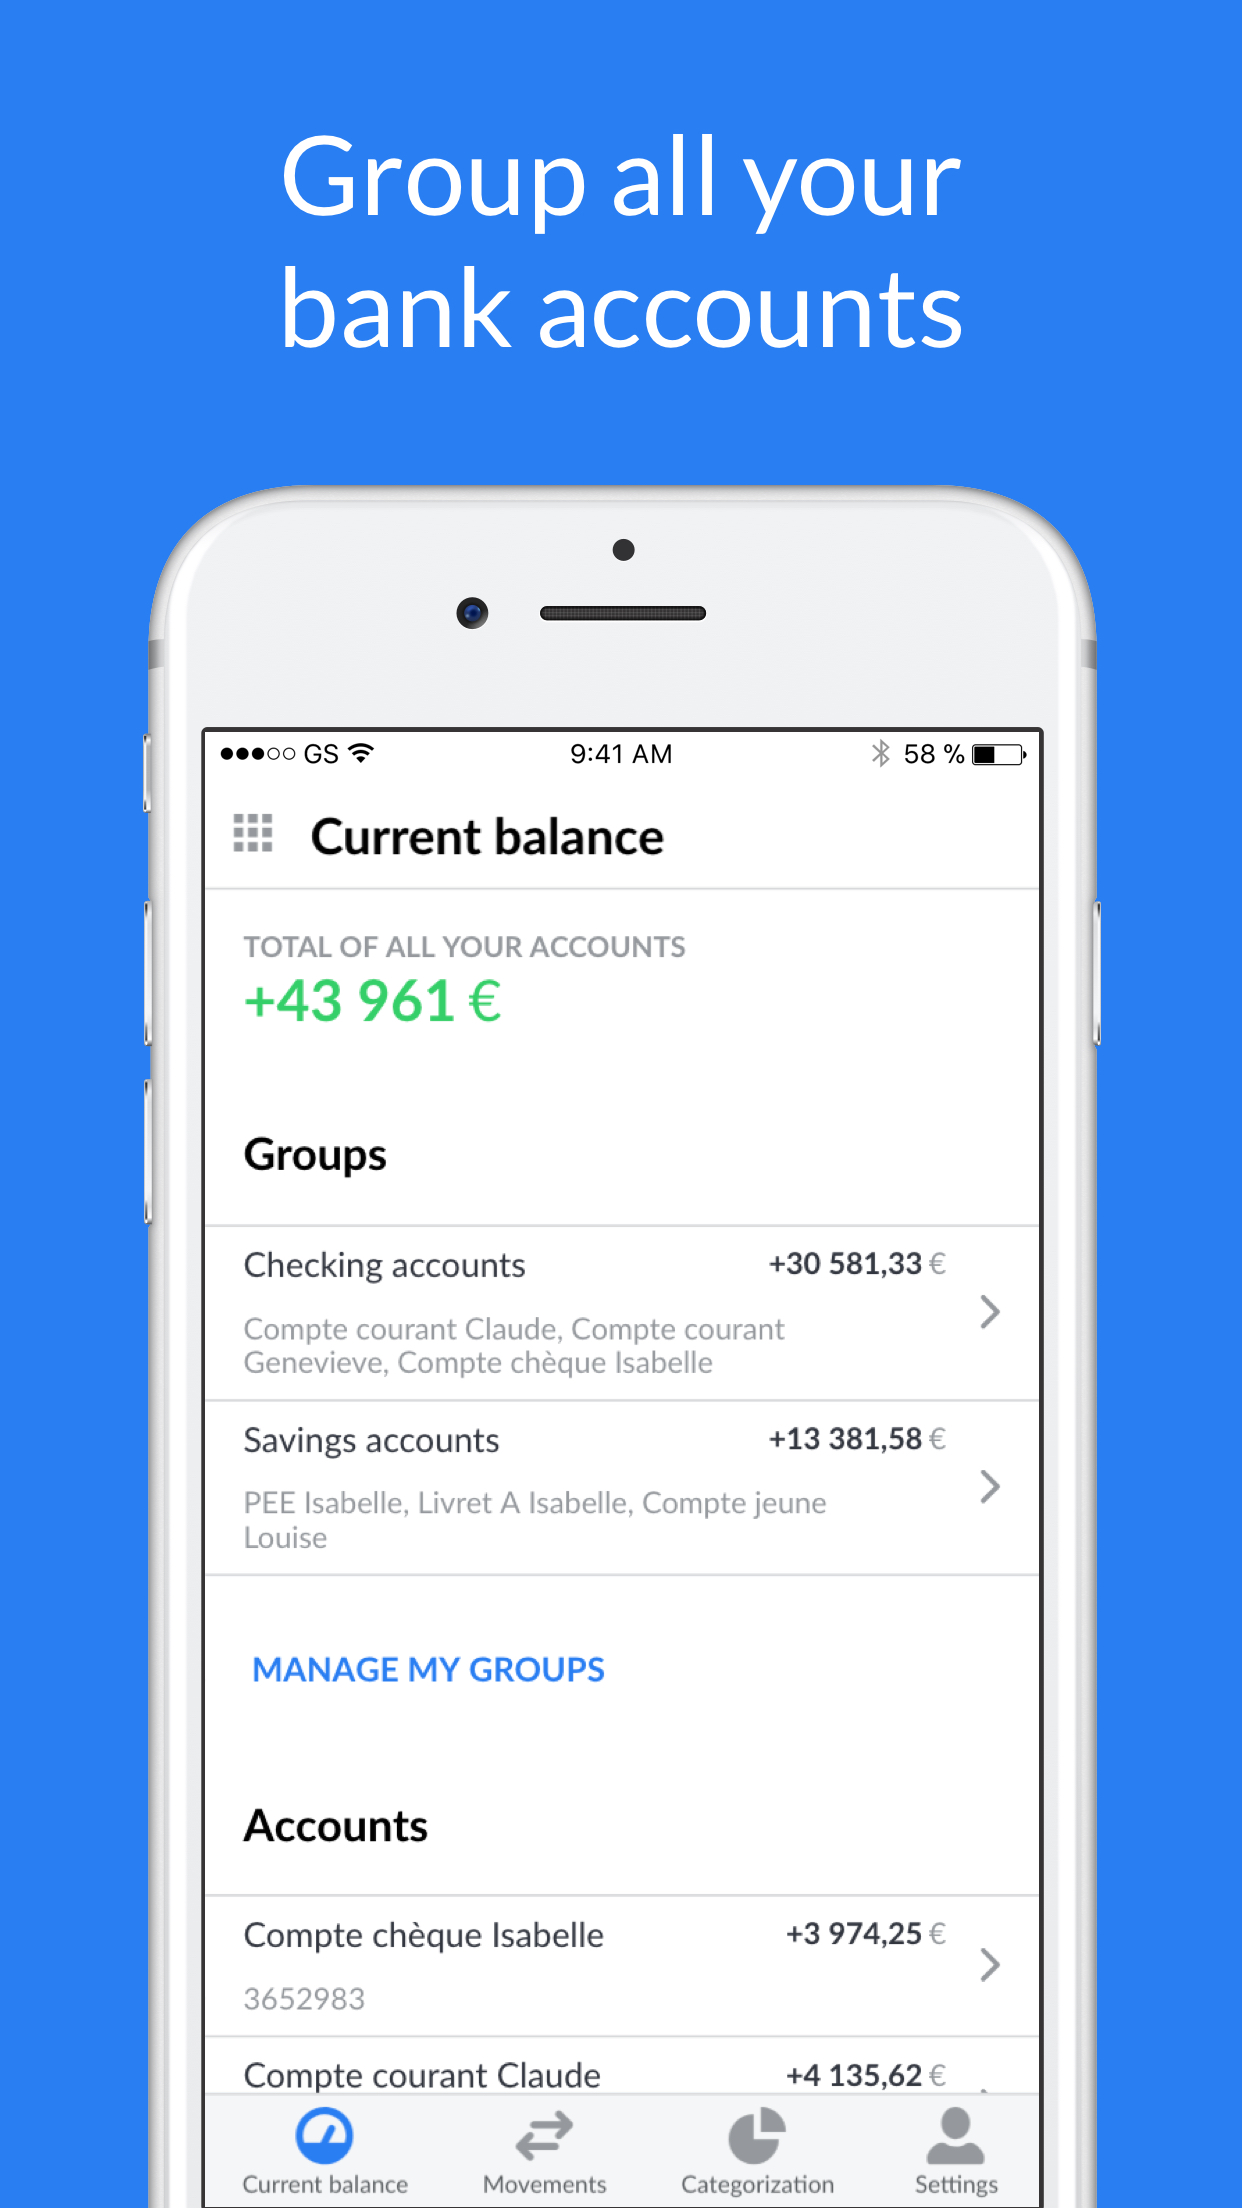 Group all your
bank accounts
GS 9:41 AM 58 %
Current balance
TOTAL OF ALL YOUR ACCOUNTS
+43 961 €
Groups
Checking accounts +30 581,33 €
Compte courant Claude, Compte courant
Genevieve, Compte chèque Isabelle
Savings accounts +13 381,58 €
PEE Isabelle, Livret A Isabelle, Compte jeune
Louise
MANAGE MY GROUPS
Accounts
Compte chèque Isabelle +3 974,25 €
3652983
Compte courant Claude +4 135,62 €
Current balance Movements Categorization Settings